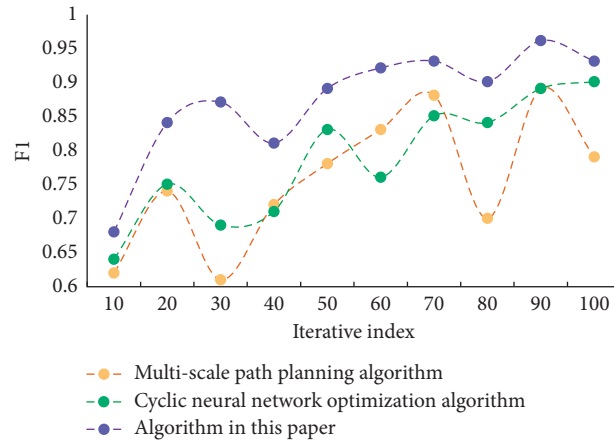 1
0.95
0.9
0.85
0.8
0.75
0.7
0.65
0.6
F1
10 20 30 40 50 60 70 80 90 100
Iterative index
Multi-scale path planning algorithm
Cyclic neural network optimization algorithm
Algorithm in this paper